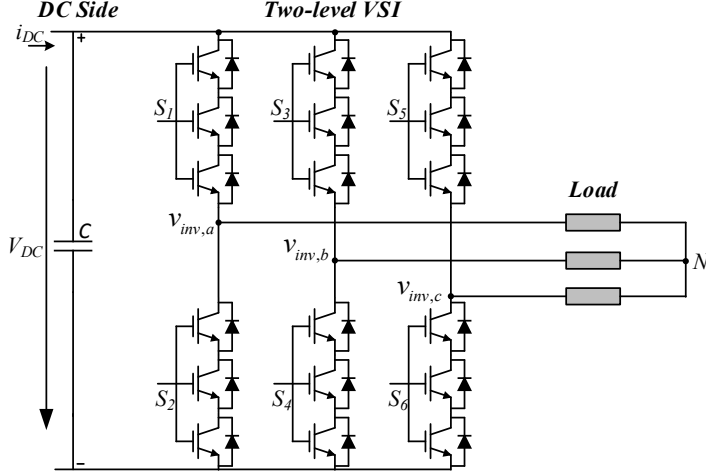 DC Side
Two-level VSI
i_DC
+
S_1
S_3
S_5
Load
v_inv,a
V_DC
C
v_inv,b
N
v_inv,c
S_2
S_4
S_6
−